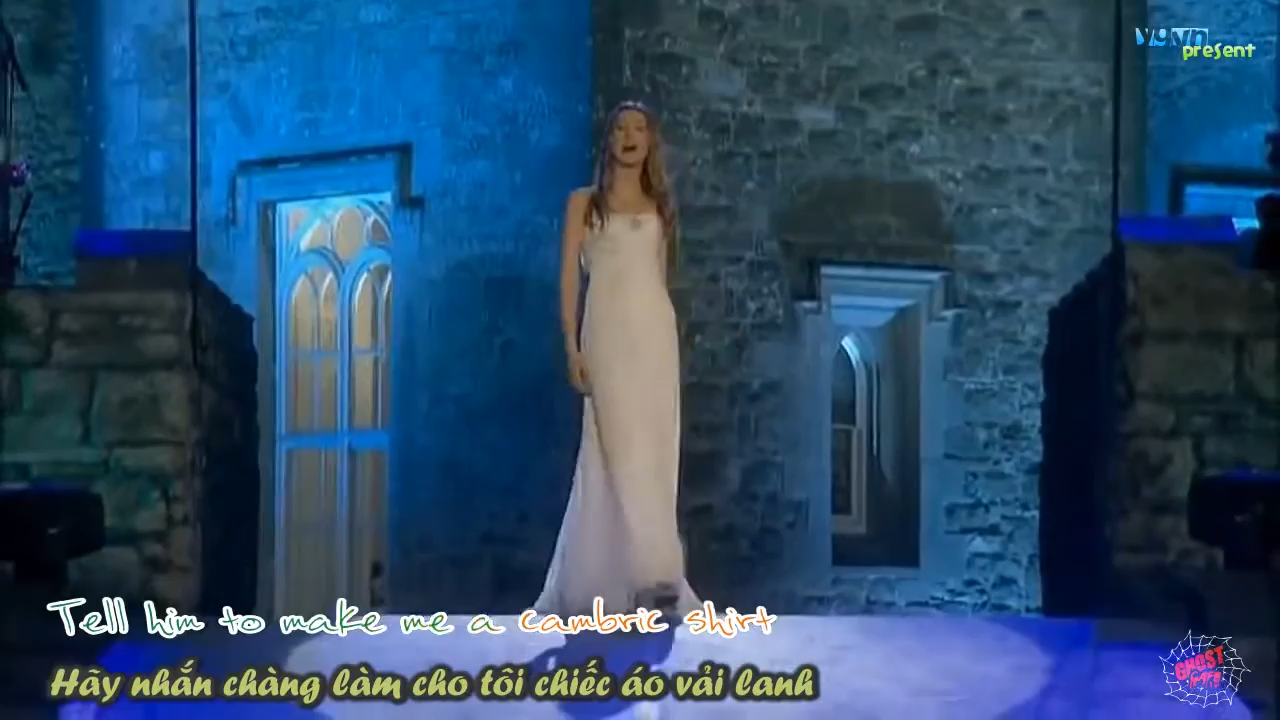 vgvn
present
Tell him to make me a cambric shirt
Hãy nhắn chàng làm cho tôi chiếc áo vải lanh
GHOST